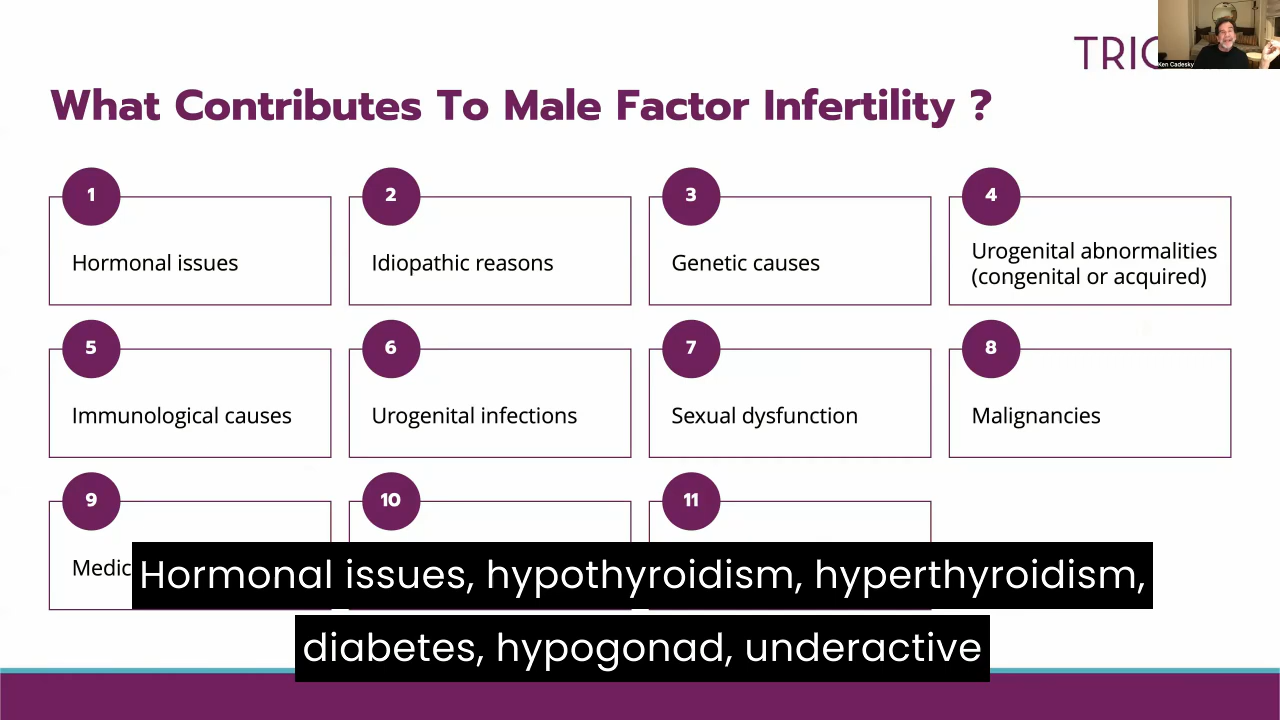 TRIO
Ken Cadesky
What Contributes To Male Factor Infertility ?
1
2
3
4
Hormonal issues
Idiopathic reasons
Genetic causes
Urogenital abnormalities
(congenital or acquired)
5
6
7
8
Immunological causes
Urogenital infections
Sexual dysfunction
Malignancies
9
10
11
Hormonal issues, hypothyroidism, hyperthyroidism,
diabetes, hypogonad, underactive